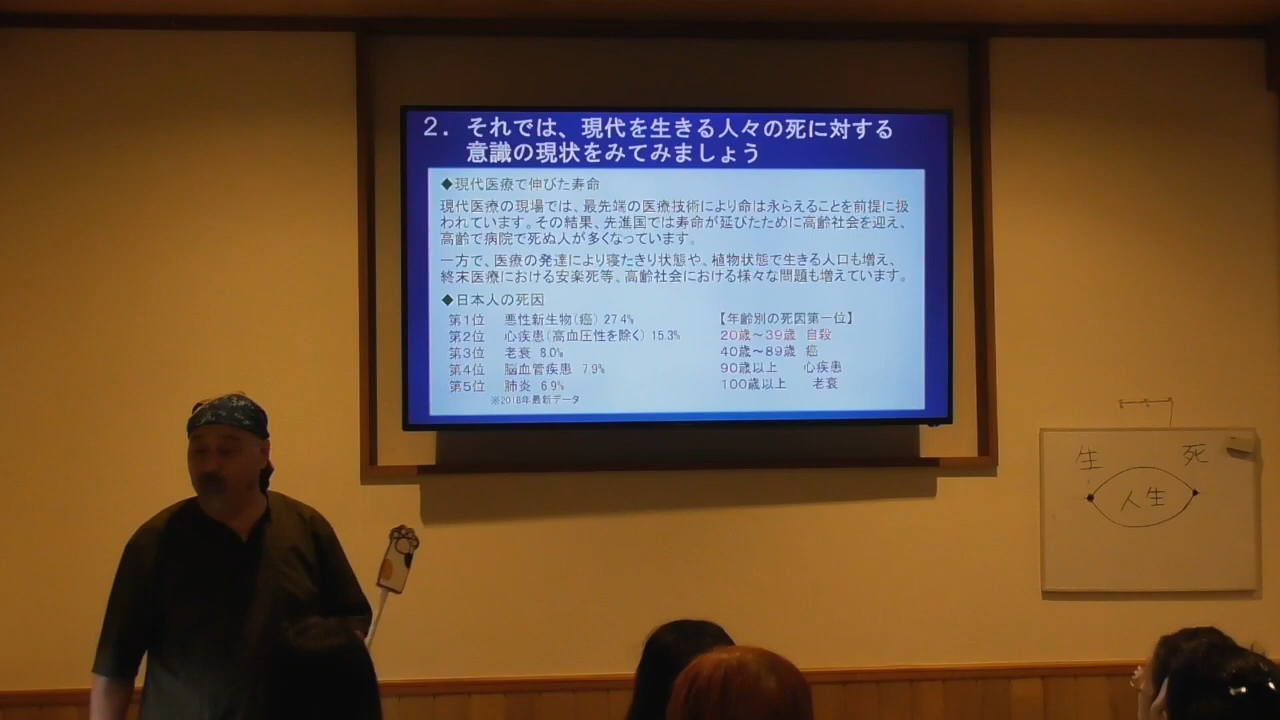 2．それでは、現代を生きる人々の死に対する
意識の現状をみてみましょう
◆現代医療で伸びた寿命
現代医療の現場では、最先端の医療技術により命は永らえることを前提に扱
われています。その結果、先進国では寿命が延びたために高齢社会を迎え、
高齢で病院で死ぬ人が多くなっています。
一方で、医療の発達により寝たきり状態や、植物状態で生きる人口も増え、
終末医療における安楽死等、高齢社会における様々な問題も増えています。
◆日本人の死因
第1位 悪性新生物（癌） 27.4%
第2位 心疾患（高血圧性を除く） 15.3%
第3位 老衰 8.0%
第4位 脳血管疾患 7.9%
第5位 肺炎 6.9%
※2018年最新データ
【年齢別の死因第一位】
20歳～39歳 自殺
40歳～89歳 癌
90歳以上 心疾患
100歳以上 老衰
生 死
人生